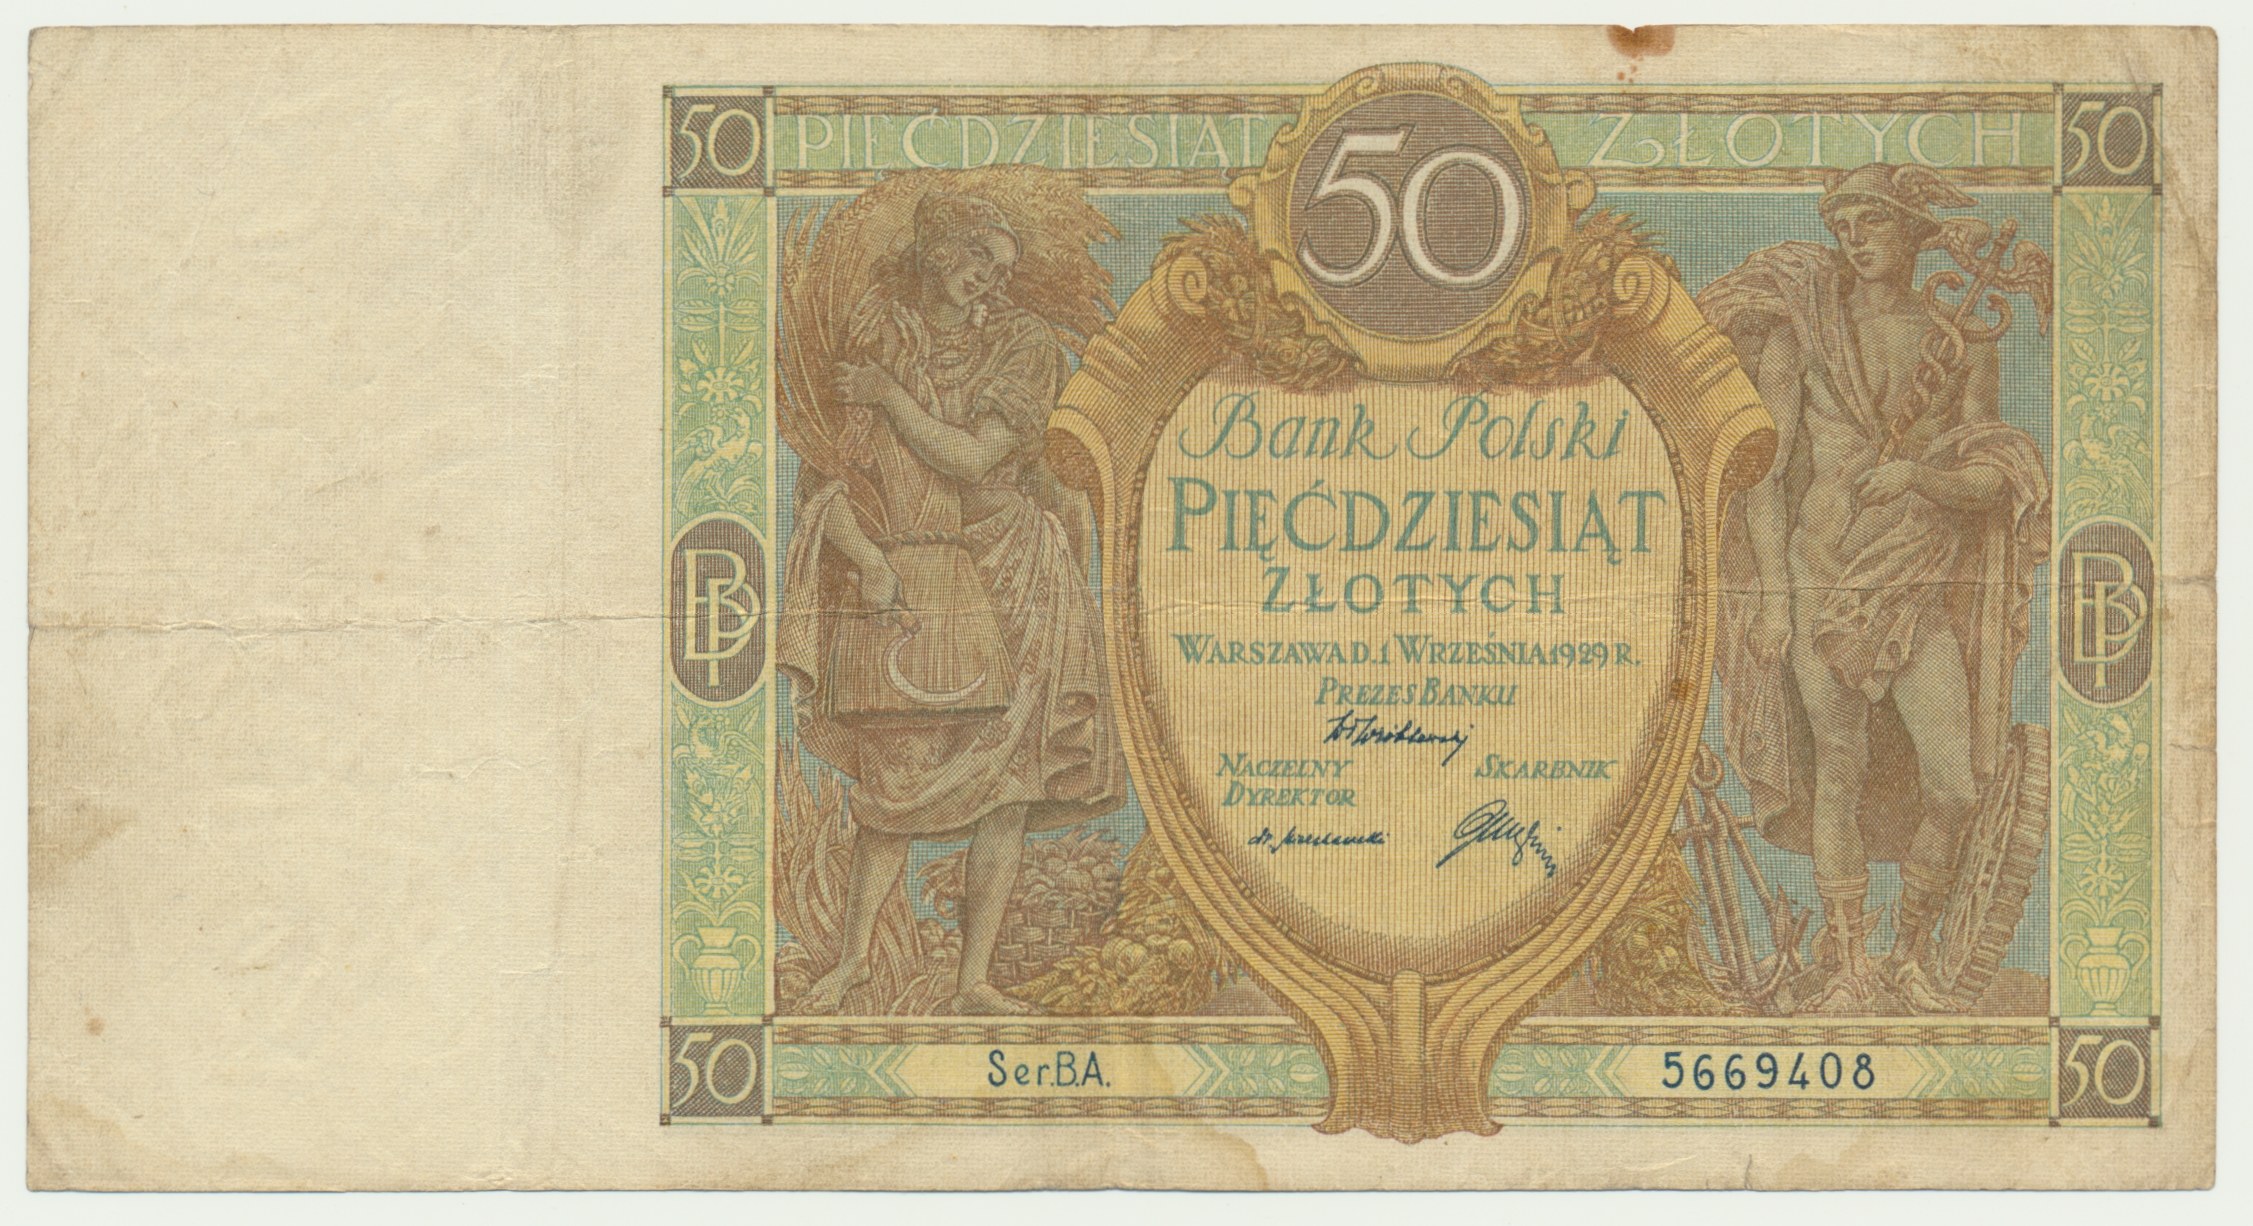 50 PIĘĆDZIESIĄT 50 ZŁOTYCH 50
Bank Polski
PIĘĆDZIESIĄT
ZŁOTYCH
WARSZAWA D. 1 WRZEŚNIA 1929 R.
PREZES BANKU
NACZELNY SKARBNIK
DYREKTOR
BP BP
50 Ser.B.A. 5669408 50